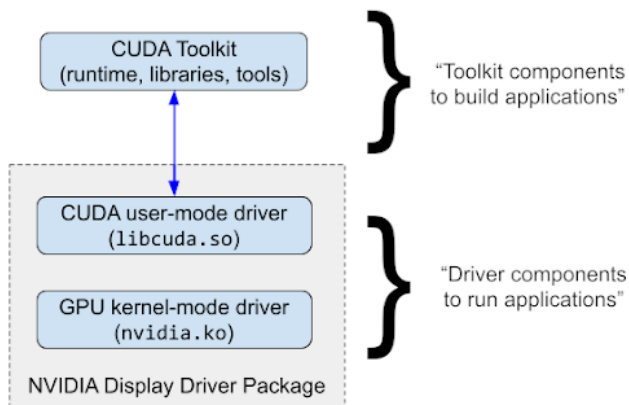 CUDA Toolkit
(runtime, libraries, tools)
“Toolkit components
to build applications”
CUDA user-mode driver
(libcuda.so)
GPU kernel-mode driver
(nvidia.ko)
“Driver components
to run applications”
NVIDIA Display Driver Package